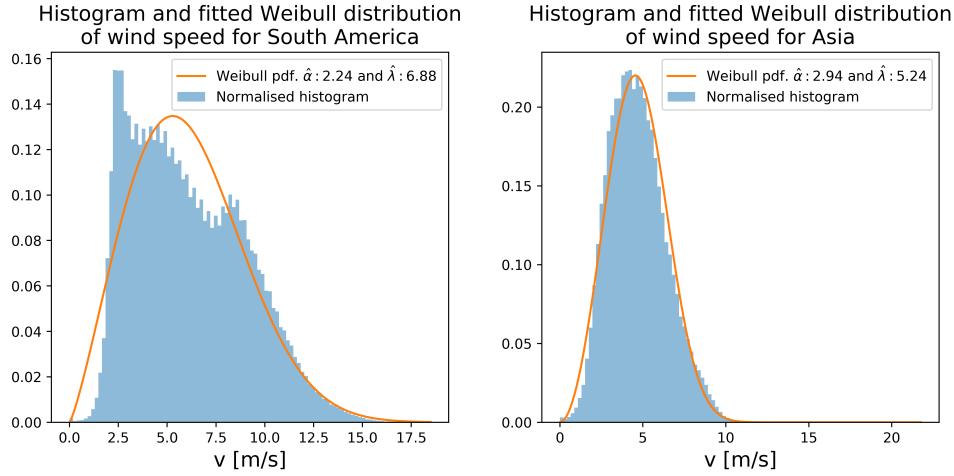 Histogram and fitted Weibull distribution
of wind speed for South America
Weibull pdf. α̂ : 2.24 and λ̂ : 6.88
Normalised histogram
0.16
0.14
0.12
0.10
0.08
0.06
0.04
0.02
0.00
0.0 2.5 5.0 7.5 10.0 12.5 15.0 17.5
v [m/s]
Histogram and fitted Weibull distribution
of wind speed for Asia
Weibull pdf. α̂ : 2.94 and λ̂ : 5.24
Normalised histogram
0.20
0.15
0.10
0.05
0.00
0 5 10 15 20
v [m/s]